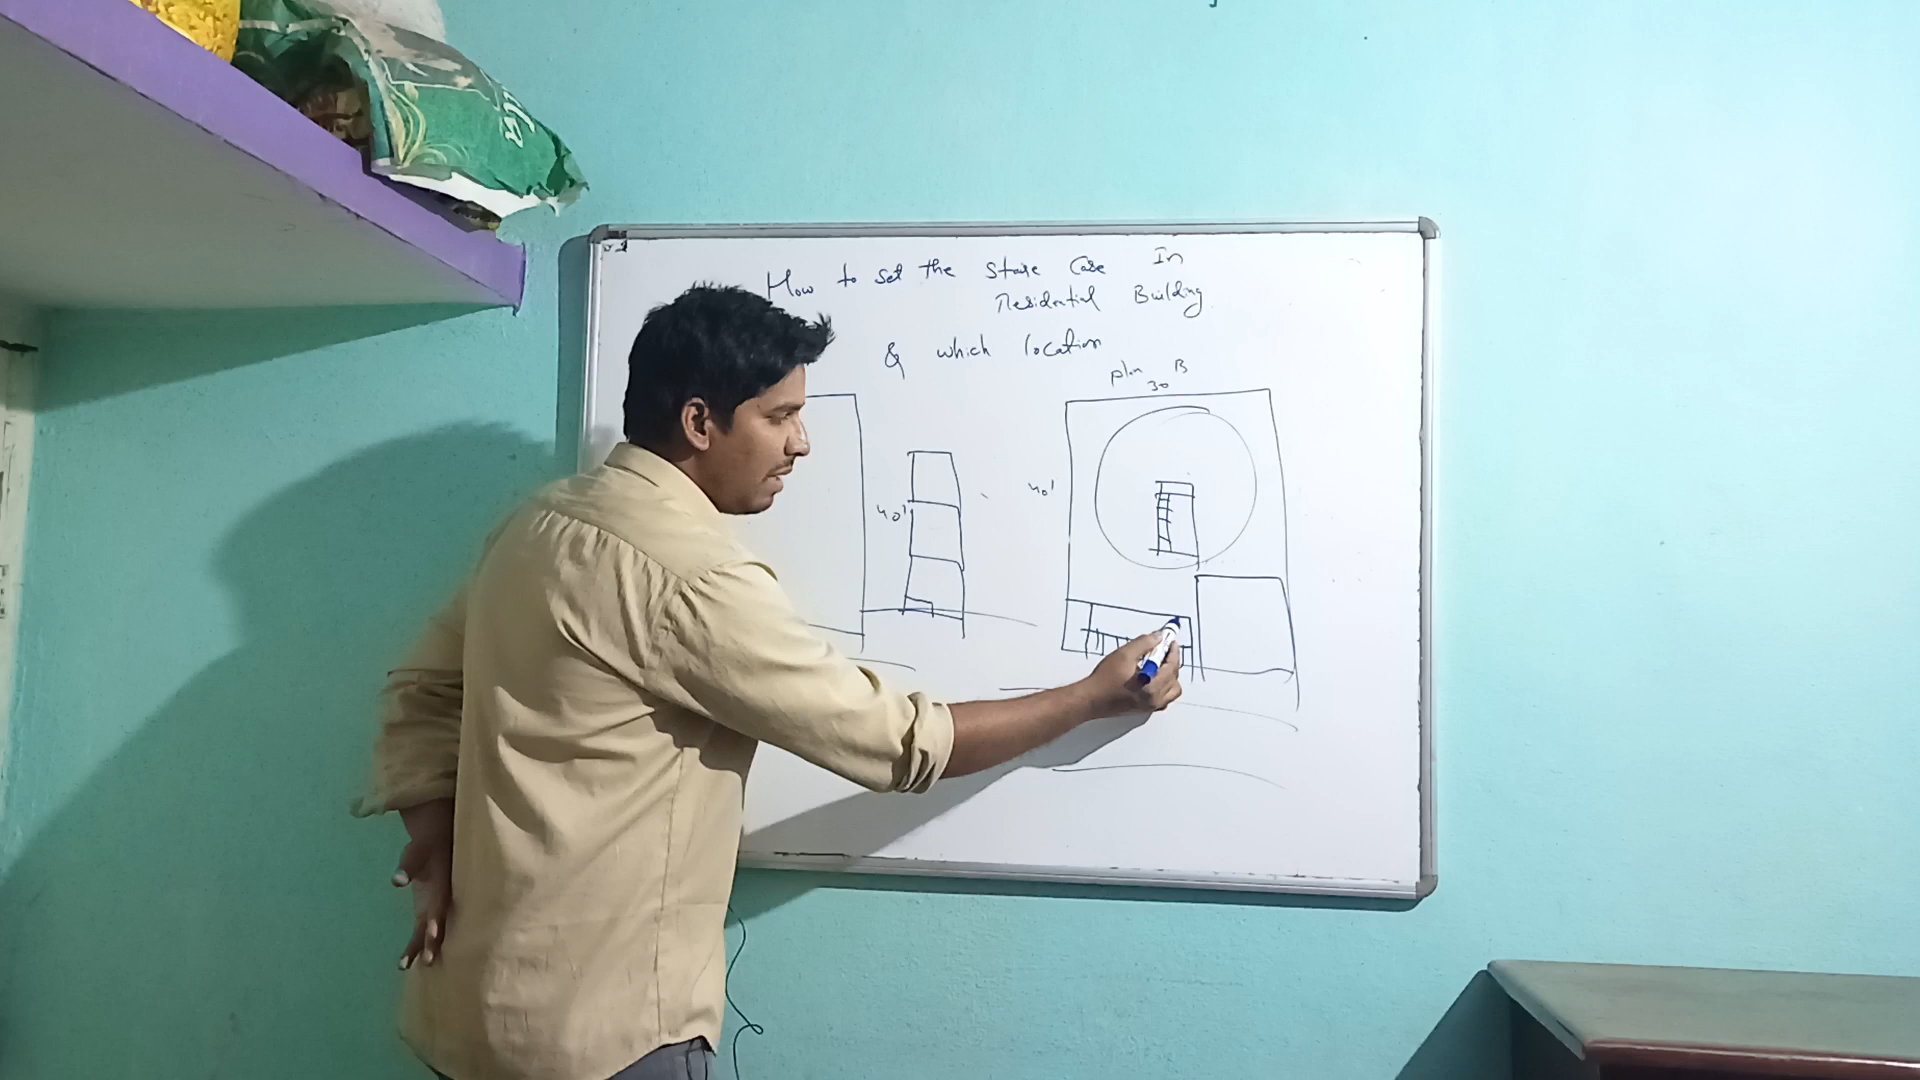 How to set the Stare Case In
Residential Building
& which location
plan B
30
40'
40'